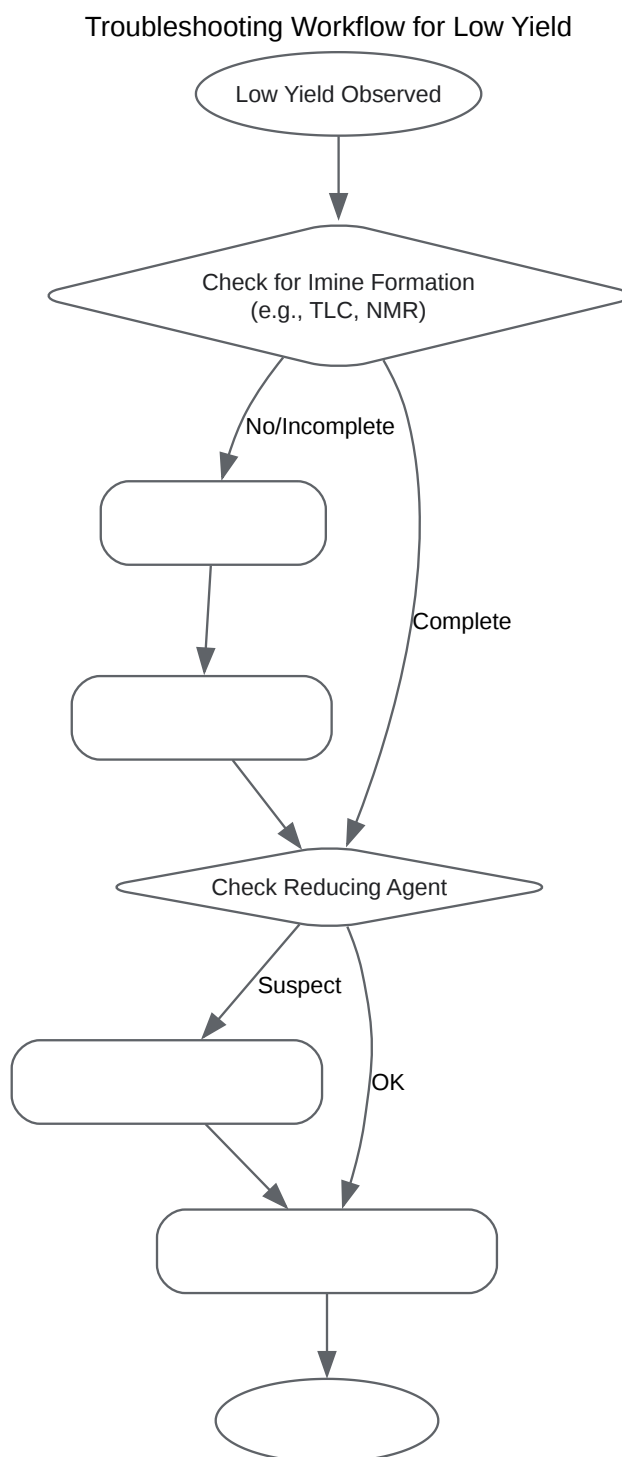 Troubleshooting Workflow for Low Yield
Low Yield Observed
Check for Imine Formation
(e.g., TLC, NMR)
No/Incomplete
Complete
Check Reducing Agent
Suspect
OK